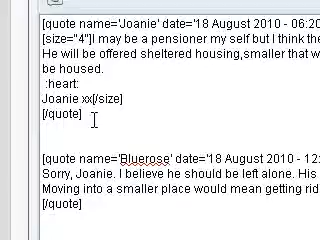 [quote name='Joanie' date='18 August 2010 - 06:20
[size="4"]I may be a pensioner my self but I think the
He will be offered sheltered housing,smaller that w
be housed.
:heart:
Joanie xx[/size]
[/quote]
[quote name='Bluerose' date='18 August 2010 - 12:
Sorry, Joanie. I believe he should be left alone. His
Moving into a smaller place would mean getting rid
[/quote]